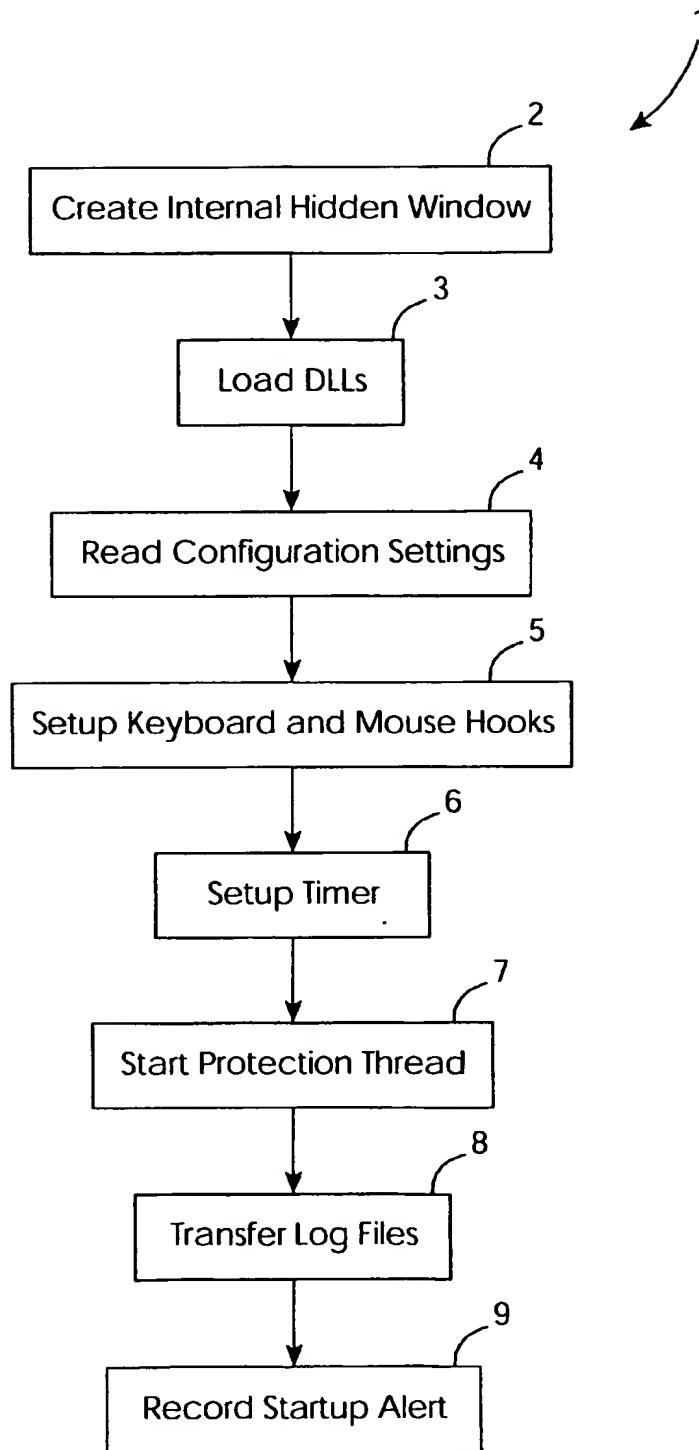 2
Create Internal Hidden Window
3
Load DLLs
4
Read Configuration Settings
5
Setup Keyboard and Mouse Hooks
6
Setup Timer
7
Start Protection Thread
8
Transfer Log Files
9
Record Startup Alert